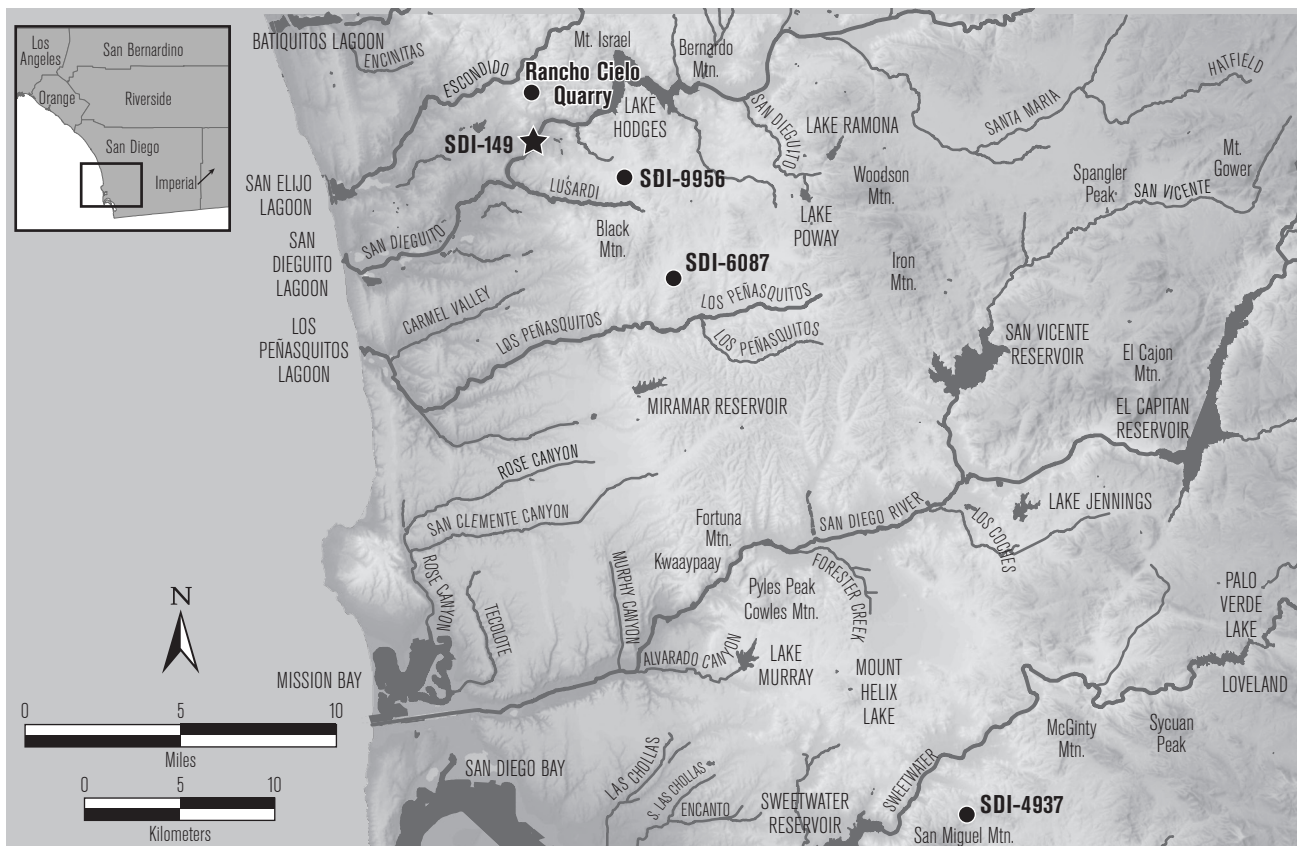 Los
Angeles
San Bernardino
Orange
Riverside
San Diego
Imperial
BATIQUITOS LAGOON
ENCINITAS
ESCONDIDO
Mt. Israel
Bernardo
Mtn.
Rancho Cielo
Quarry
LAKE
HODGES
SAN DIEGUITO
LAKE RAMONA
SANTA MARIA
HATFIELD
SDI-149
SDI-9956
Woodson
Mtn.
Spangler
Peak
Mt.
Gower
SAN VICENTE
SAN ELIJO
LAGOON
LUSARDI
LAKE
POWAY
SAN
DIEGUITO
LAGOON
SAN DIEGUITO
Black
Mtn.
SDI-6087
Iron
Mtn.
CARMEL VALLEY
LOS PEÑASQUITOS
LOS PEÑASQUITOS
LOS PEÑASQUITOS
LOS
PEÑASQUITOS
LAGOON
SAN VICENTE
RESERVOIR
El Cajon
Mtn.
MIRAMAR RESERVOIR
EL CAPITAN
RESERVOIR
ROSE CANYON
SAN CLEMENTE CANYON
Fortuna
Mtn.
SAN DIEGO RIVER
LAKE JENNINGS
LOS COCHES
Kwaaypaay
ROSE CANYON
TECOLOTE
MURPHY CANYON
Pyles Peak
Cowles Mtn.
FORESTER CREEK
PALO
VERDE
LAKE
N
ALVARADO CANYON
LAKE
MURRAY
MOUNT
HELIX
LAKE
LOVELAND
MISSION BAY
0 5 10
Miles
0 5 10
Kilometers
McGinty
Mtn.
Sycuan
Peak
SAN DIEGO BAY
LAS CHOLLAS
S. LAS CHOLLAS
ENCANTO
SWEETWATER
RESERVOIR
SWEETWATER
SDI-4937
San Miguel Mtn.